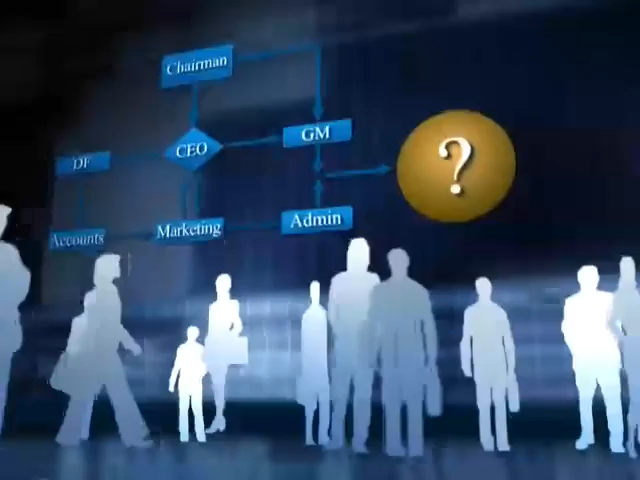 Chairman
CEO
GM
?
DF
Accounts
Marketing
Admin